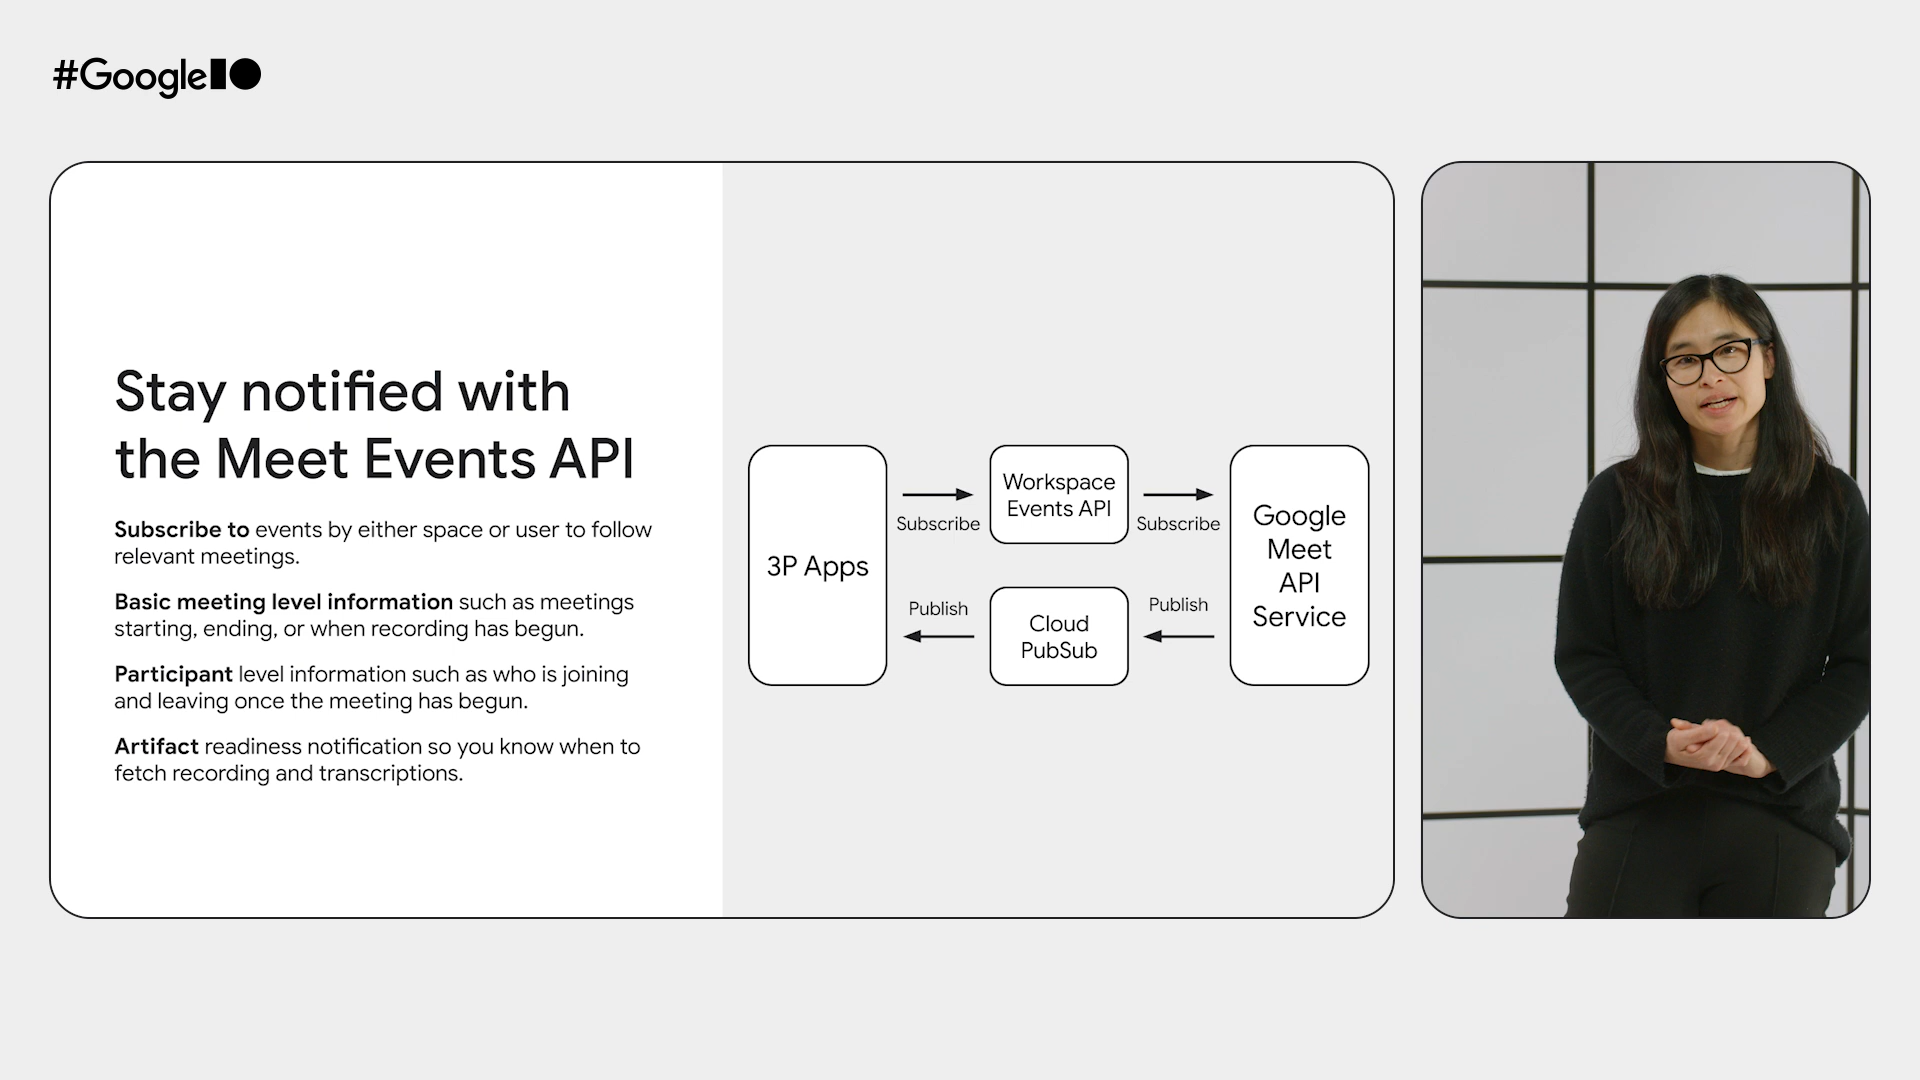 #GoogleIO
Stay notified with
the Meet Events API
Subscribe to events by either space or user to follow
relevant meetings.
Basic meeting level information such as meetings
starting, ending, or when recording has begun.
Participant level information such as who is joining
and leaving once the meeting has begun.
Artifact readiness notification so you know when to
fetch recording and transcriptions.
3P Apps
Subscribe
Workspace
Events API
Subscribe
Publish
Cloud
PubSub
Publish
Google
Meet
API
Service